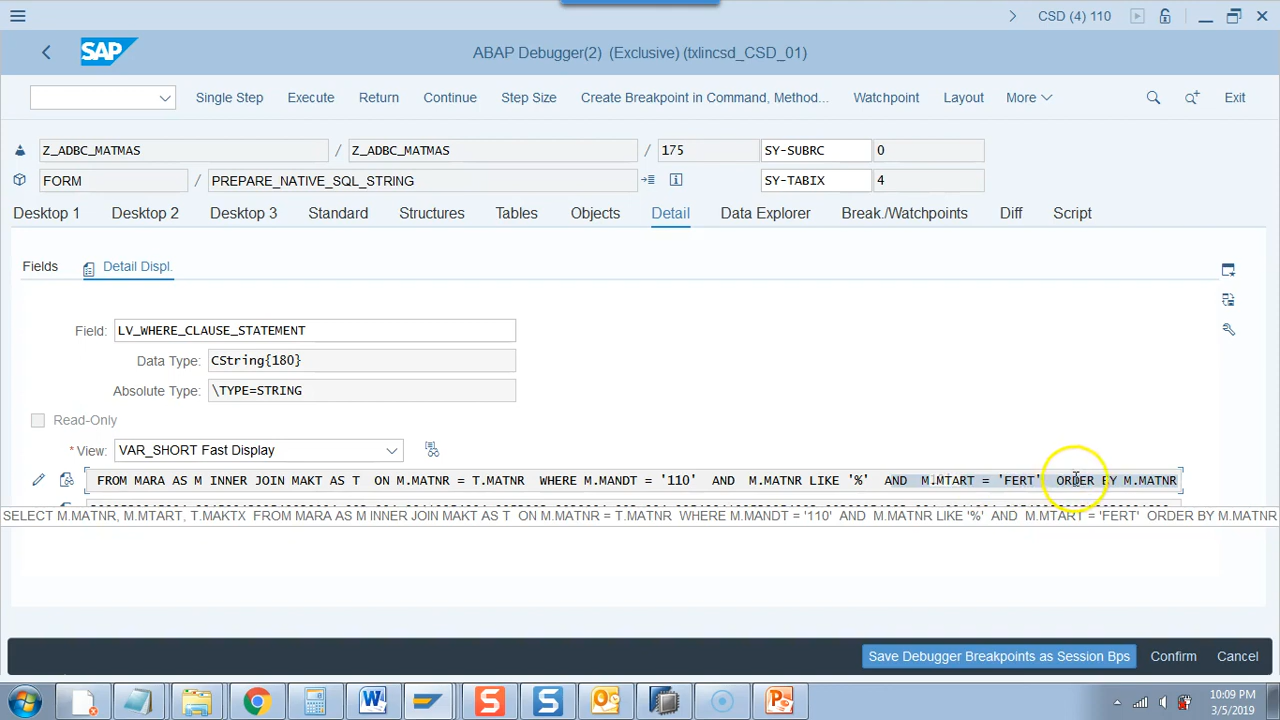 CSD (4) 110
SAP ABAP Debugger(2) (Exclusive) (txlincsd_CSD_01)
Single Step Execute Return Continue Step Size Create Breakpoint in Command, Method... Watchpoint Layout More Exit
Z_ADBC_MATMAS / Z_ADBC_MATMAS / 175 SY-SUBRC 0
FORM / PREPARE_NATIVE_SQL_STRING SY-TABIX 4
Desktop 1 Desktop 2 Desktop 3 Standard Structures Tables Objects Detail Data Explorer Break./Watchpoints Diff Script
Fields Detail Displ.
Field: LV_WHERE_CLAUSE_STATEMENT
Data Type: CString{180}
Absolute Type: \TYPE=STRING
Read-Only
* View: VAR_SHORT Fast Display
FROM MARA AS M INNER JOIN MAKT AS T ON M.MATNR = T.MATNR WHERE M.MANDT = '110' AND M.MATNR LIKE '%' AND M.MTART = 'FERT' ORDER BY M.MATNR
SELECT M.MATNR, M.MTART, T.MAKTX FROM MARA AS M INNER JOIN MAKT AS T ON M.MATNR = T.MATNR WHERE M.MANDT = '110' AND M.MATNR LIKE '%' AND M.MTART = 'FERT' ORDER BY M.MATNR
Save Debugger Breakpoints as Session Bps Confirm Cancel
10:09 PM
3/5/2019